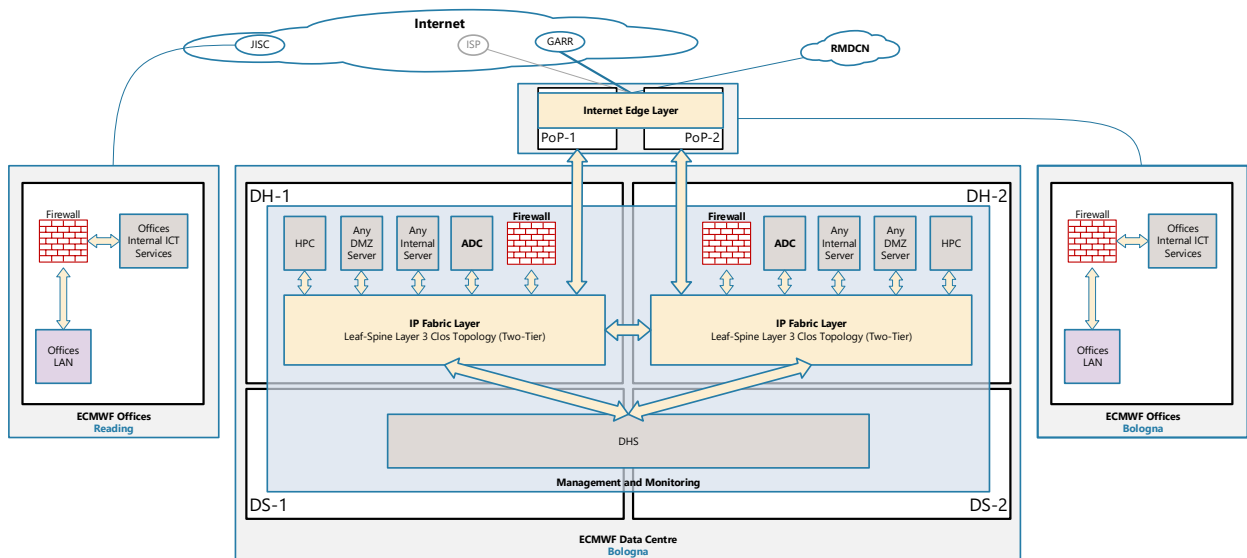 Internet
JISC
ISP
GARR
RMDCN
Internet Edge Layer
PoP-1
PoP-2
DH-1
DH-2
Firewall
Offices
Internal ICT
Services
Offices
LAN
ECMWF Offices
Reading
HPC
Any
DMZ
Server
Any
Internal
Server
ADC
Firewall
Firewall
ADC
Any
Internal
Server
Any
DMZ
Server
HPC
IP Fabric Layer
Leaf-Spine Layer 3 Clos Topology (Two-Tier)
IP Fabric Layer
Leaf-Spine Layer 3 Clos Topology (Two-Tier)
DHS
Management and Monitoring
DS-1
DS-2
ECMWF Data Centre
Bologna
Firewall
Offices
Internal ICT
Services
Offices
LAN
ECMWF Offices
Bologna